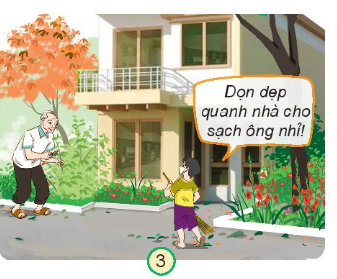 Dọn dẹp
quanh nhà cho
sạch ông nhỉ!
3